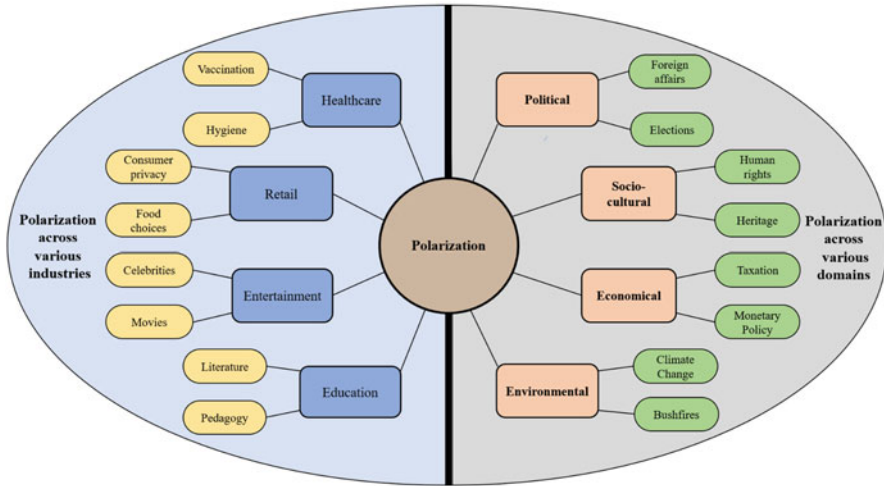 Vaccination
Healthcare
Hygiene
Consumer
privacy
Retail
Food
choices
Polarization
across
various
industries
Celebrities
Entertainment
Movies
Literature
Education
Pedagogy
Polarization
Foreign
affairs
Political
Elections
Human
rights
Socio-
cultural
Heritage
Polarization
across
various
domains
Taxation
Economical
Monetary
Policy
Climate
Change
Environmental
Bushfires